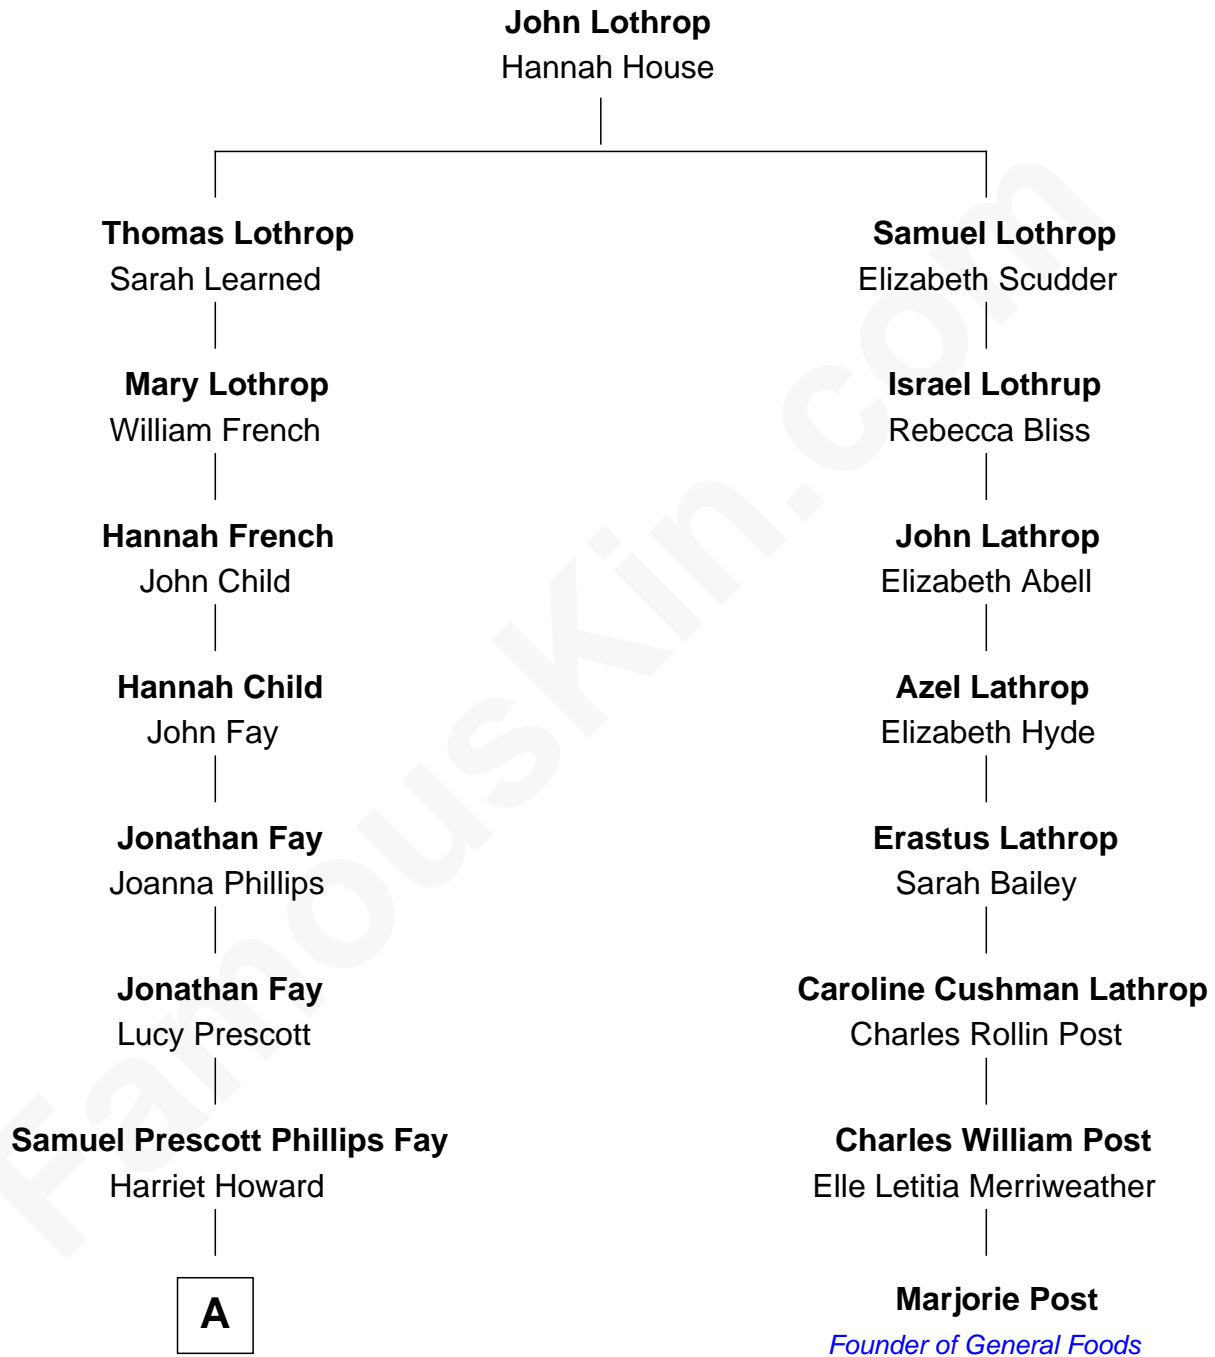 John Lothrop
Hannah House
Thomas Lothrop
Sarah Learned
Samuel Lothrop
Elizabeth Scudder
Mary Lothrop
William French
Israel Lothrup
Rebecca Bliss
Hannah French
John Child
John Lathrop
Elizabeth Abell
Hannah Child
John Fay
Azel Lathrop
Elizabeth Hyde
Jonathan Fay
Joanna Phillips
Erastus Lathrop
Sarah Bailey
Jonathan Fay
Lucy Prescott
Caroline Cushman Lathrop
Charles Rollin Post
Samuel Prescott Phillips Fay
Harriet Howard
Charles William Post
Elle Letitia Merriweather
A
Marjorie Post
Founder of General Foods
FamousKin.com